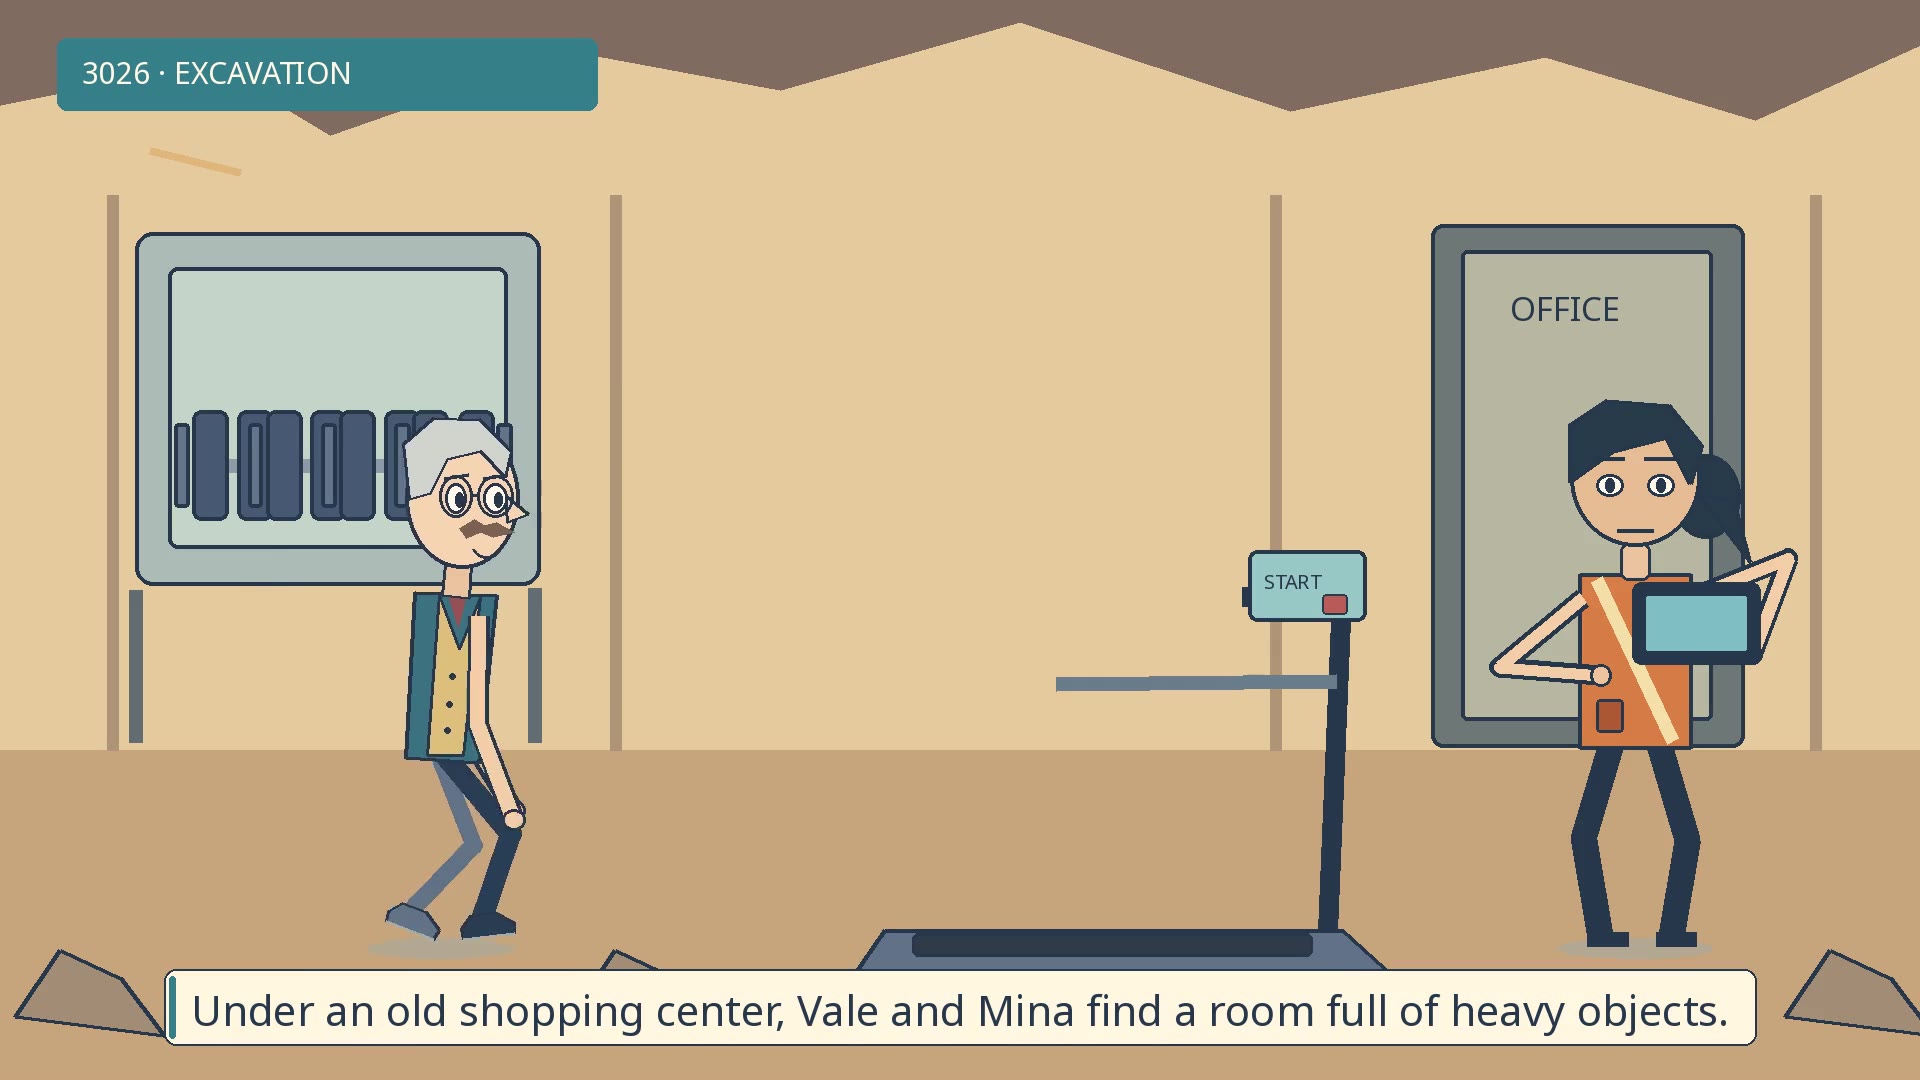 3026 · EXCAVATION
OFFICE
START
Under an old shopping center, Vale and Mina find a room full of heavy objects.